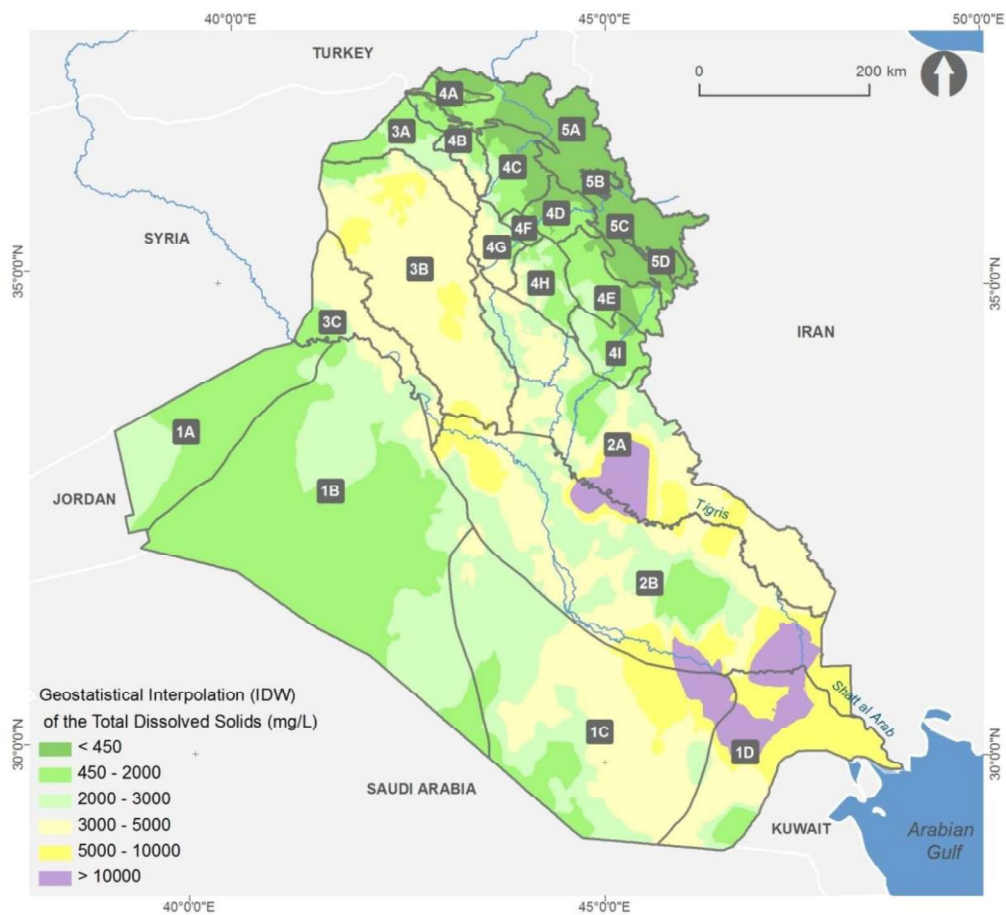 40°0'0"E
45°0'0"E
50°0'0"E
TURKEY
0
200 km
4A
3A
4B
5A
4C
5B
4D
5C
4F
4G
SYRIA
3B
5D
4H
4E
35°0'0"N
35°0'0"N
3C
IRAN
4I
1A
2A
1B
JORDAN
Tigris
2B
Geostatistical Interpolation (IDW)
of the Total Dissolved Solids (mg/L)
< 450
450 - 2000
2000 - 3000
3000 - 5000
5000 - 10000
> 10000
Shatt al Arab
1C
1D
30°0'0"N
30°0'0"N
SAUDI ARABIA
KUWAIT
Arabian
Gulf
40°0'0"E
45°0'0"E